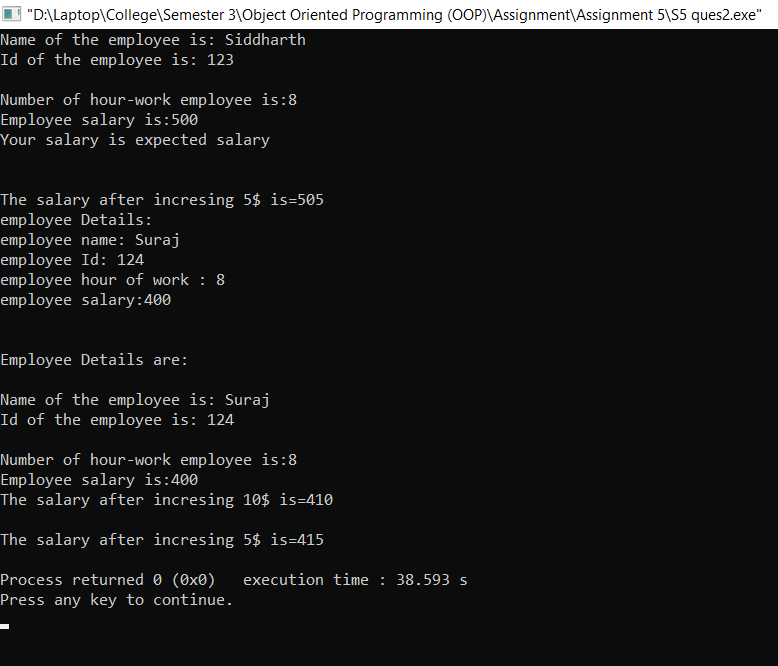 "D:\Laptop\College\Semester 3\Object Oriented Programming (OOP)\Assignment\Assignment 5\S5 ques2.exe"
Name of the employee is: Siddharth
Id of the employee is: 123
Number of hour-work employee is:8
Employee salary is:500
Your salary is expected salary
The salary after incresing 5$ is=505
employee Details:
employee name: Suraj
employee Id: 124
employee hour of work : 8
employee salary:400
Employee Details are:
Name of the employee is: Suraj
Id of the employee is: 124
Number of hour-work employee is:8
Employee salary is:400
The salary after incresing 10$ is=410
The salary after incresing 5$ is=415
Process returned 0 (0x0)   execution time : 38.593 s
Press any key to continue.